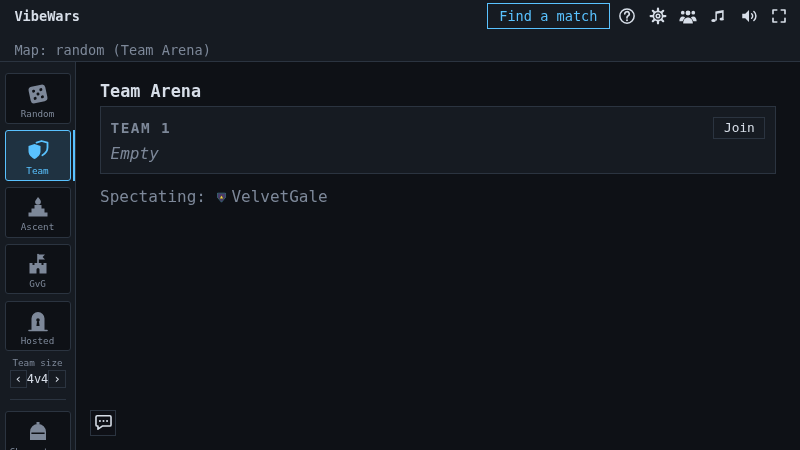 VibeWars
Find a match
Map: random (Team Arena)
Random
Team
Ascent
GvG
Hosted
Team size
‹ 4v4 ›
Team Arena
TEAM 1
Join
Empty
Spectating: VelvetGale